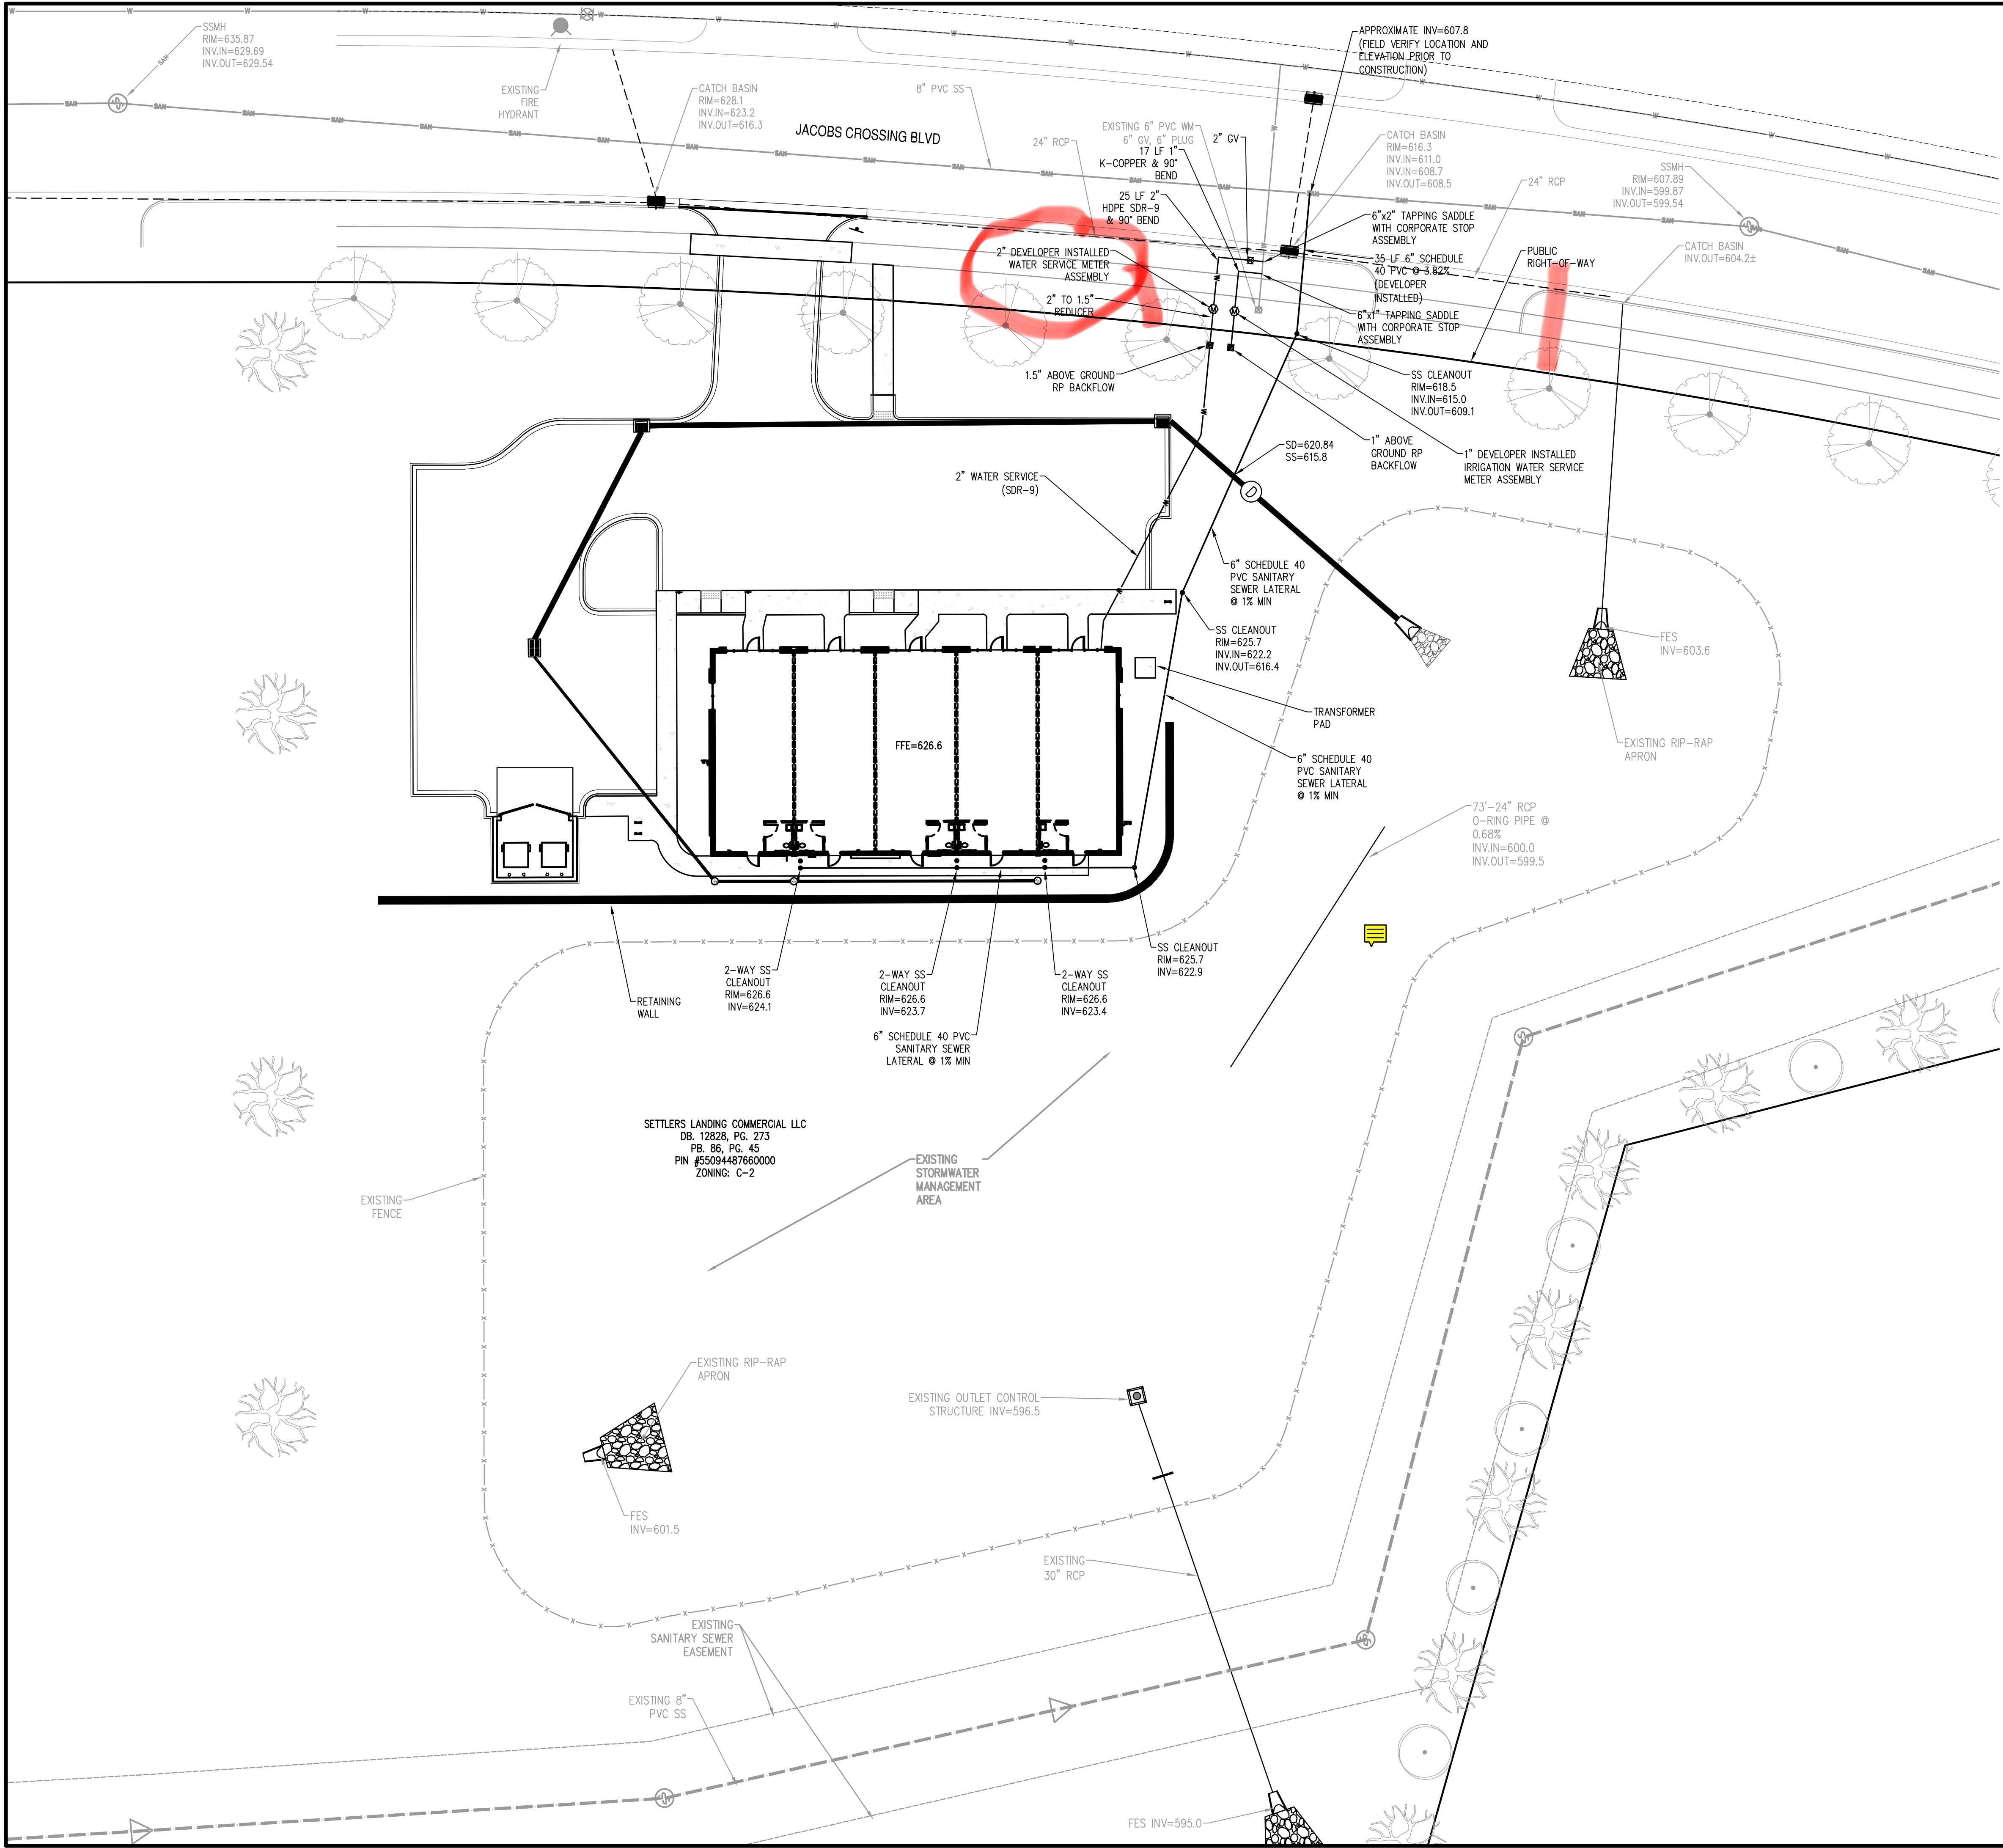 SSMH
RIM=635.87
INV.IN=629.69
INV.OUT=629.54
EXISTING
FIRE
HYDRANT
CATCH BASIN
RIM=628.1
INV.IN=623.2
INV.OUT=616.3
JACOBS CROSSING BLVD
8" PVC SS
24" RCP
EXISTING 6" PVC WM
6" GV, 6" PLUG
17 LF 1"
K-COPPER & 90°
BEND
2" GV
25 LF 2"
HDPE SDR-9
& 90° BEND
APPROXIMATE INV=607.8
(FIELD VERIFY LOCATION AND
ELEVATION PRIOR TO
CONSTRUCTION)
CATCH BASIN
RIM=616.3
INV.IN=611.0
INV.IN=608.7
INV.OUT=608.5
24" RCP
SSMH
RIM=607.89
INV.IN=599.87
INV.OUT=599.54
6"x2" TAPPING SADDLE
WITH CORPORATE STOP
ASSEMBLY
CATCH BASIN
INV.OUT=604.2±
PUBLIC
RIGHT-OF-WAY
2" DEVELOPER INSTALLED
WATER SERVICE METER
ASSEMBLY
35 LF 6" SCHEDULE
40 PVC @ 3.82%
(DEVELOPER
INSTALLED)
2" TO 1.5"
REDUCER
6"x1" TAPPING SADDLE
WITH CORPORATE STOP
ASSEMBLY
1.5" ABOVE GROUND
RP BACKFLOW
SS CLEANOUT
RIM=618.5
INV.IN=615.0
INV.OUT=609.1
SD=620.84
SS=615.8
1" ABOVE
GROUND RP
BACKFLOW
1" DEVELOPER INSTALLED
IRRIGATION WATER SERVICE
METER ASSEMBLY
2" WATER SERVICE
(SDR-9)
6" SCHEDULE 40
PVC SANITARY
SEWER LATERAL
@ 1% MIN
SS CLEANOUT
RIM=625.7
INV.IN=622.2
INV.OUT=616.4
FES
INV=603.6
TRANSFORMER
PAD
EXISTING RIP-RAP
APRON
FFE=626.6
6" SCHEDULE 40
PVC SANITARY
SEWER LATERAL
@ 1% MIN
73'-24" RCP
O-RING PIPE @
0.68%
INV.IN=600.0
INV.OUT=599.5
RETAINING
WALL
2-WAY SS
CLEANOUT
RIM=626.6
INV=624.1
2-WAY SS
CLEANOUT
RIM=626.6
INV=623.7
2-WAY SS
CLEANOUT
RIM=626.6
INV=623.4
SS CLEANOUT
RIM=625.7
INV=622.9
6" SCHEDULE 40 PVC
SANITARY SEWER
LATERAL @ 1% MIN
SETTLERS LANDING COMMERCIAL LLC
DB. 12828, PG. 273
PB. 86, PG. 45
PIN #55094487660000
ZONING: C-2
EXISTING
STORMWATER
MANAGEMENT
AREA
EXISTING
FENCE
EXISTING RIP-RAP
APRON
EXISTING OUTLET CONTROL
STRUCTURE INV=596.5
FES
INV=601.5
EXISTING
30" RCP
EXISTING
SANITARY SEWER
EASEMENT
EXISTING 8"
PVC SS
FES INV=595.0